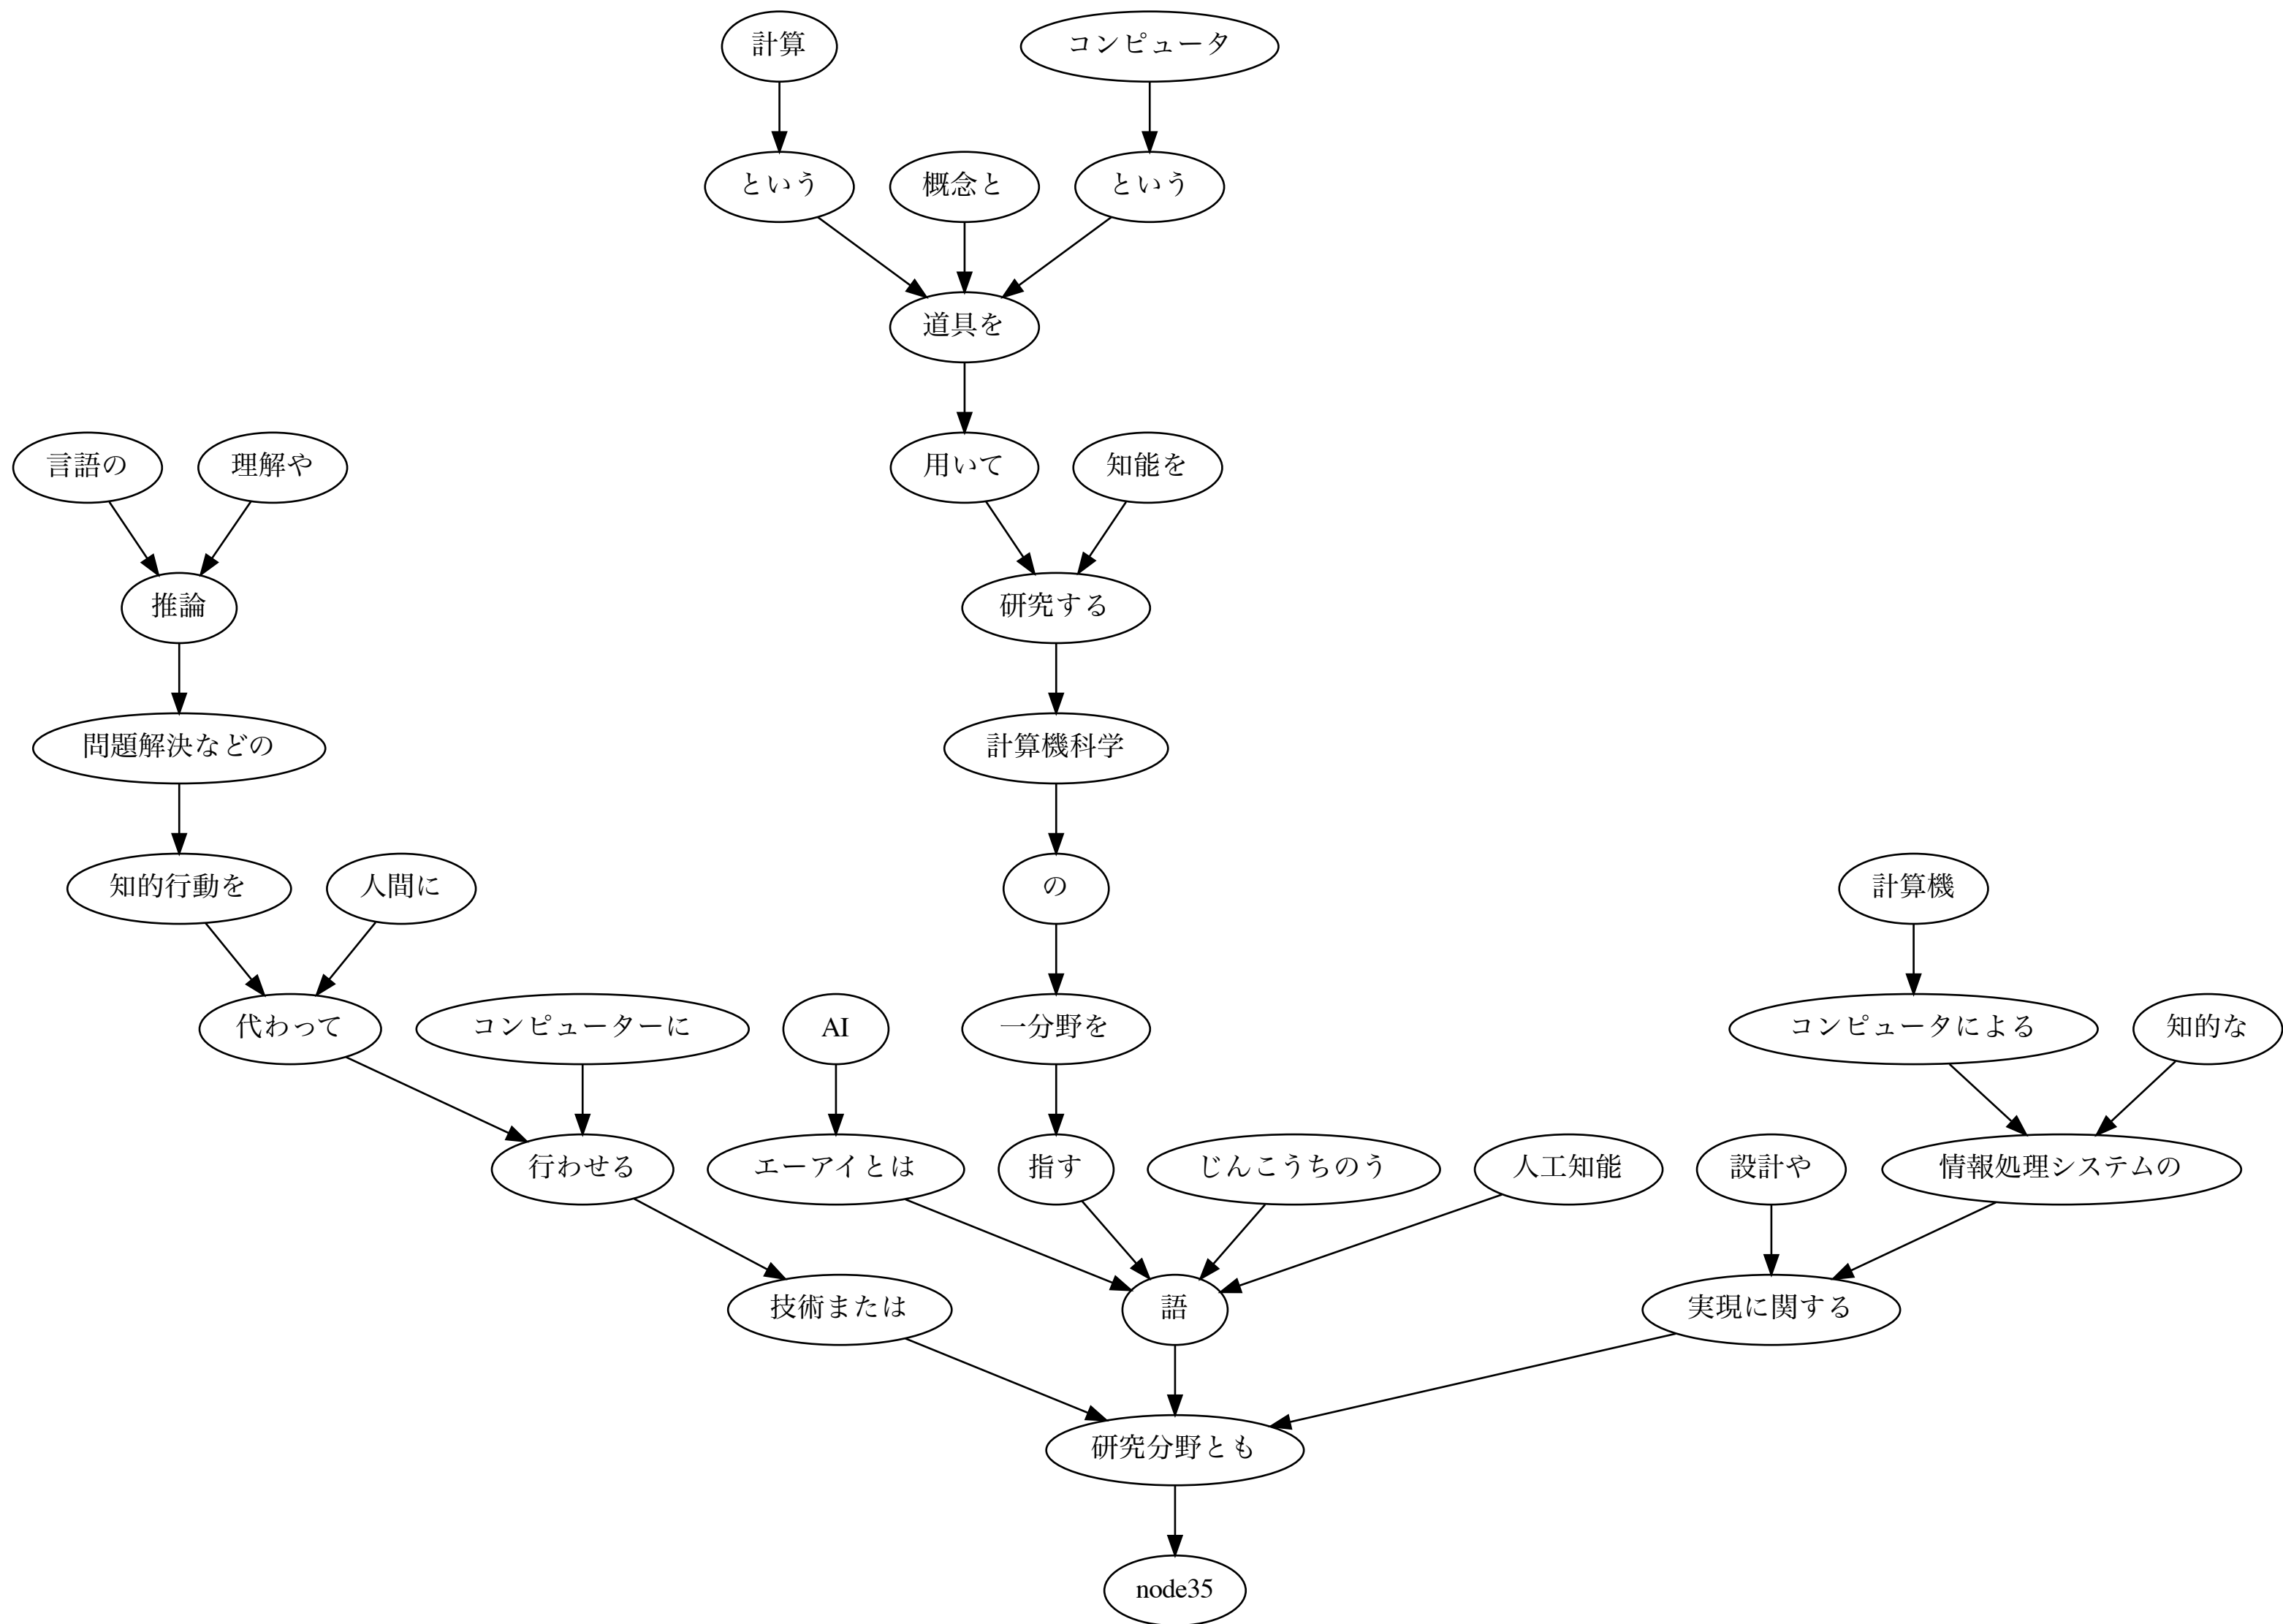 計算
コンピュータ
という
概念と
という
道具を
言語の
理解や
用いて
知能を
推論
研究する
問題解決などの
計算機科学
知的行動を
人間に
の
計算機
代わって
コンピューターに
AI
一分野を
コンピュータによる
知的な
行わせる
エーアイとは
指す
じんこうちのう
人工知能
設計や
情報処理システムの
技術または
語
実現に関する
研究分野とも
node35